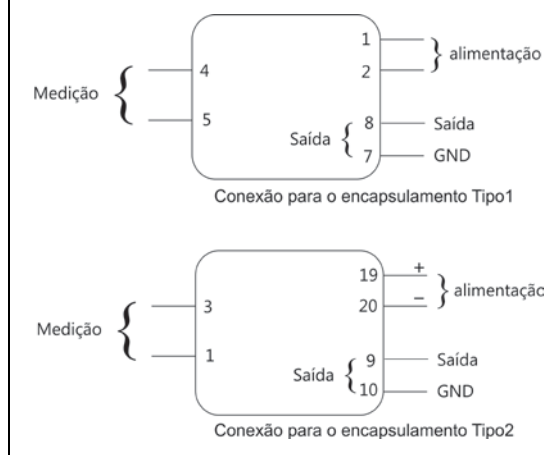 1
alimentação
2
4
Medição
5
Saída
8
Saída
7
GND
Conexão para o encapsulamento Tipo1
19
+
alimentação
20
−
3
Medição
1
Saída
9
Saída
10
GND
Conexão para o encapsulamento Tipo2